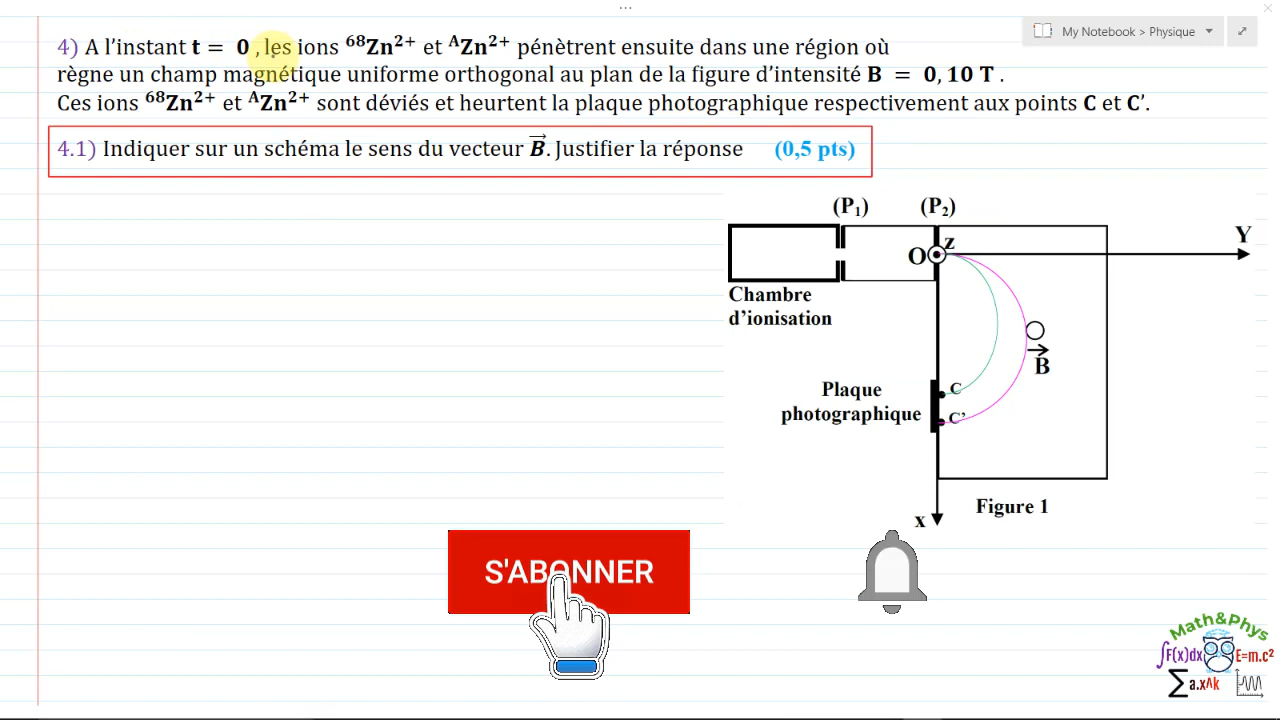 My Notebook > Physique
4) A l'instant t = 0 , les ions ⁶⁸Zn²⁺ et ᴬZn²⁺ pénètrent ensuite dans une région où
règne un champ magnétique uniforme orthogonal au plan de la figure d'intensité B = 0, 10 T .
Ces ions ⁶⁸Zn²⁺ et ᴬZn²⁺ sont déviés et heurtent la plaque photographique respectivement aux points C et C'.
4.1) Indiquer sur un schéma le sens du vecteur B⃗. Justifier la réponse (0,5 pts)
(P₁) (P₂)
Y
z
O
Chambre
d'ionisation
B
Plaque
photographique
C
C'
x
Figure 1
S'ABONNER
Math&Phys
∫F(x)dx E=m.c²
∑ a.x^k